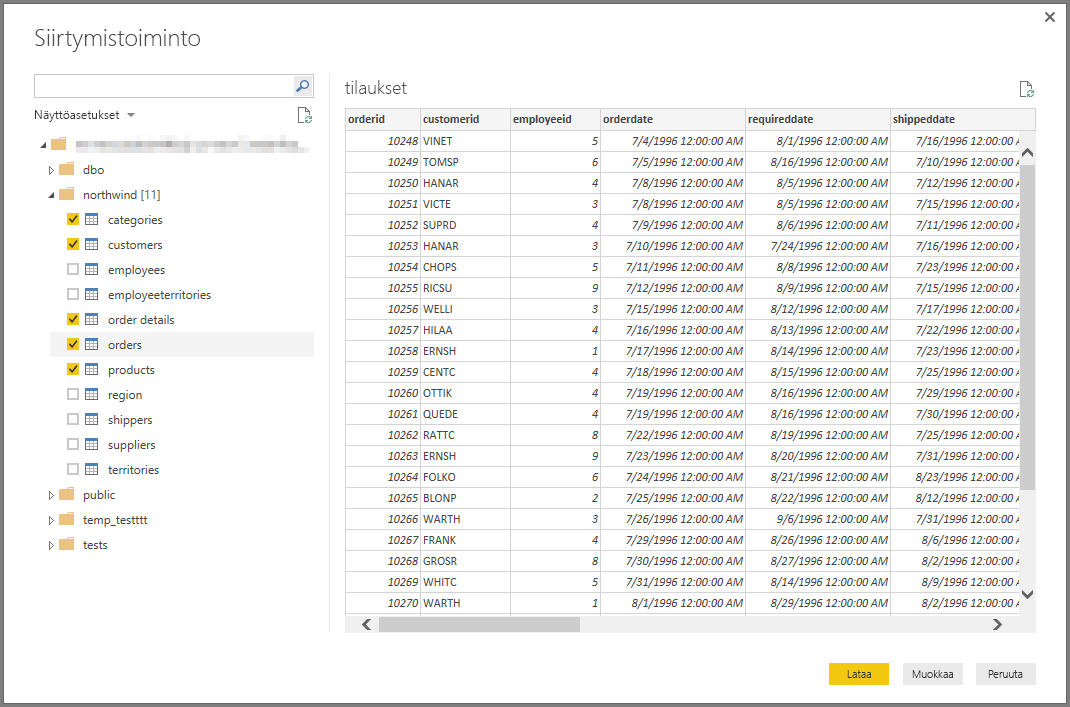 Siirtymistoiminto
Näyttöasetukset
dbo
northwind [11]
categories
customers
employees
employeeterritories
order details
orders
products
region
shippers
suppliers
territories
public
temp_testttt
tests
tilaukset
orderid customerid employeeid orderdate requireddate shippeddate
10248 VINET 5 7/4/1996 12:00:00 AM 8/1/1996 12:00:00 AM 7/16/1996 12:00:00
10249 TOMSP 6 7/5/1996 12:00:00 AM 8/16/1996 12:00:00 AM 7/10/1996 12:00:00
10250 HANAR 4 7/8/1996 12:00:00 AM 8/5/1996 12:00:00 AM 7/12/1996 12:00:00
10251 VICTE 3 7/8/1996 12:00:00 AM 8/5/1996 12:00:00 AM 7/15/1996 12:00:00
10252 SUPRD 4 7/9/1996 12:00:00 AM 8/6/1996 12:00:00 AM 7/11/1996 12:00:00
10253 HANAR 3 7/10/1996 12:00:00 AM 7/24/1996 12:00:00 AM 7/16/1996 12:00:00
10254 CHOPS 5 7/11/1996 12:00:00 AM 8/8/1996 12:00:00 AM 7/23/1996 12:00:00
10255 RICSU 9 7/12/1996 12:00:00 AM 8/9/1996 12:00:00 AM 7/15/1996 12:00:00
10256 WELLI 3 7/15/1996 12:00:00 AM 8/12/1996 12:00:00 AM 7/17/1996 12:00:00
10257 HILAA 4 7/16/1996 12:00:00 AM 8/13/1996 12:00:00 AM 7/22/1996 12:00:00
10258 ERNSH 1 7/17/1996 12:00:00 AM 8/14/1996 12:00:00 AM 7/23/1996 12:00:00
10259 CENTC 4 7/18/1996 12:00:00 AM 8/15/1996 12:00:00 AM 7/25/1996 12:00:00
10260 OTTIK 4 7/19/1996 12:00:00 AM 8/16/1996 12:00:00 AM 7/29/1996 12:00:00
10261 QUEDE 4 7/19/1996 12:00:00 AM 8/16/1996 12:00:00 AM 7/30/1996 12:00:00
10262 RATTC 8 7/22/1996 12:00:00 AM 8/19/1996 12:00:00 AM 7/25/1996 12:00:00
10263 ERNSH 9 7/23/1996 12:00:00 AM 8/20/1996 12:00:00 AM 7/31/1996 12:00:00
10264 FOLKO 6 7/24/1996 12:00:00 AM 8/21/1996 12:00:00 AM 8/23/1996 12:00:00
10265 BLONP 2 7/25/1996 12:00:00 AM 8/22/1996 12:00:00 AM 8/12/1996 12:00:00
10266 WARTH 3 7/26/1996 12:00:00 AM 9/6/1996 12:00:00 AM 7/31/1996 12:00:00
10267 FRANK 4 7/29/1996 12:00:00 AM 8/26/1996 12:00:00 AM 8/6/1996 12:00:00
10268 GROSR 8 7/30/1996 12:00:00 AM 8/27/1996 12:00:00 AM 8/2/1996 12:00:00
10269 WHITC 5 7/31/1996 12:00:00 AM 8/14/1996 12:00:00 AM 8/9/1996 12:00:00
10270 WARTH 1 8/1/1996 12:00:00 AM 8/29/1996 12:00:00 AM 8/2/1996 12:00:00
Lataa Muokkaa Peruuta